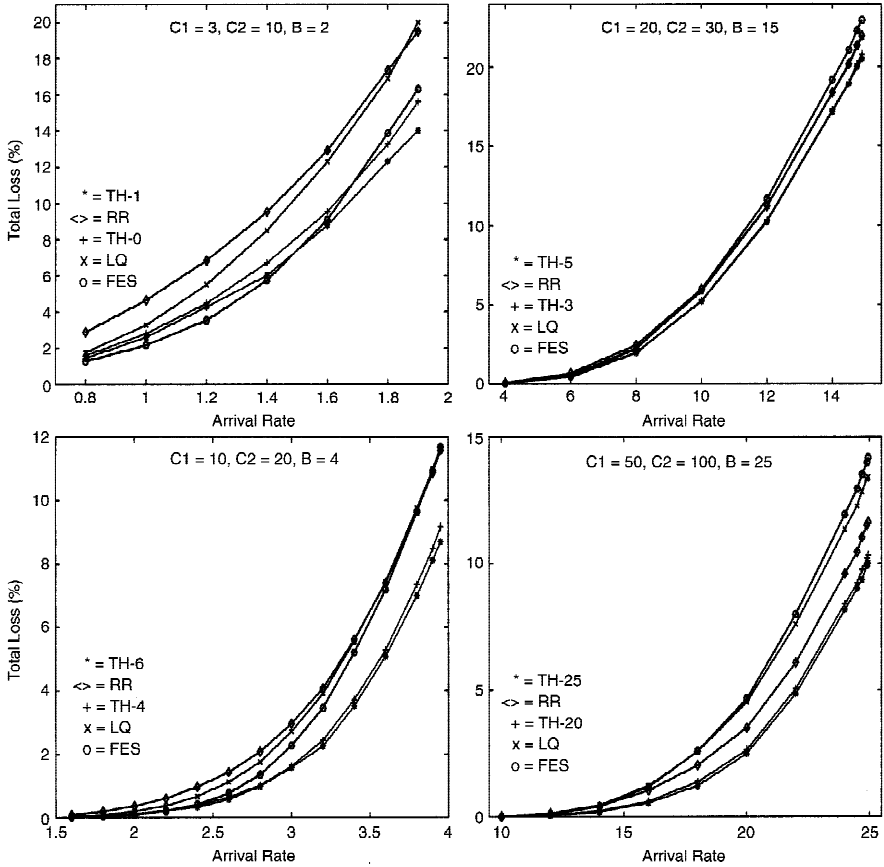 C1 = 3, C2 = 10, B = 2
Total Loss (%)
20
18
16
14
12
10
8
6
4
2
0
* = TH-1
<> = RR
+ = TH-0
x = LQ
o = FES
0.8 1 1.2 1.4 1.6 1.8 2
Arrival Rate
C1 = 20, C2 = 30, B = 15
20
15
10
5
0
* = TH-5
<> = RR
+ = TH-3
x = LQ
o = FES
4 6 8 10 12 14
Arrival Rate
C1 = 10, C2 = 20, B = 4
Total Loss (%)
12
10
8
6
4
2
0
* = TH-6
<> = RR
+ = TH-4
x = LQ
o = FES
1.5 2 2.5 3 3.5 4
Arrival Rate
C1 = 50, C2 = 100, B = 25
15
10
5
0
* = TH-25
<> = RR
+ = TH-20
x = LQ
o = FES
10 15 20 25
Arrival Rate